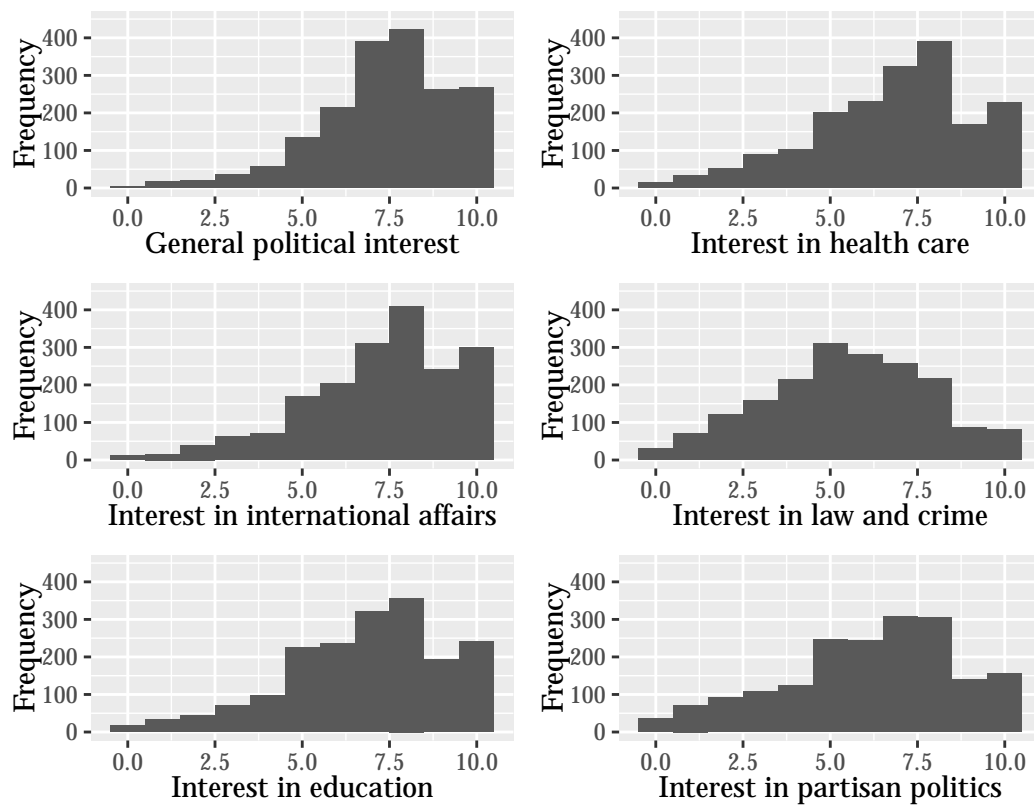 Frequency
400
300
200
100
0
0.0 2.5 5.0 7.5 10.0
General political interest
Frequency
400
300
200
100
0
0.0 2.5 5.0 7.5 10.0
Interest in health care
Frequency
400
300
200
100
0
0.0 2.5 5.0 7.5 10.0
Interest in international affairs
Frequency
400
300
200
100
0
0.0 2.5 5.0 7.5 10.0
Interest in law and crime
Frequency
400
300
200
100
0
0.0 2.5 5.0 7.5 10.0
Interest in education
Frequency
400
300
200
100
0
0.0 2.5 5.0 7.5 10.0
Interest in partisan politics